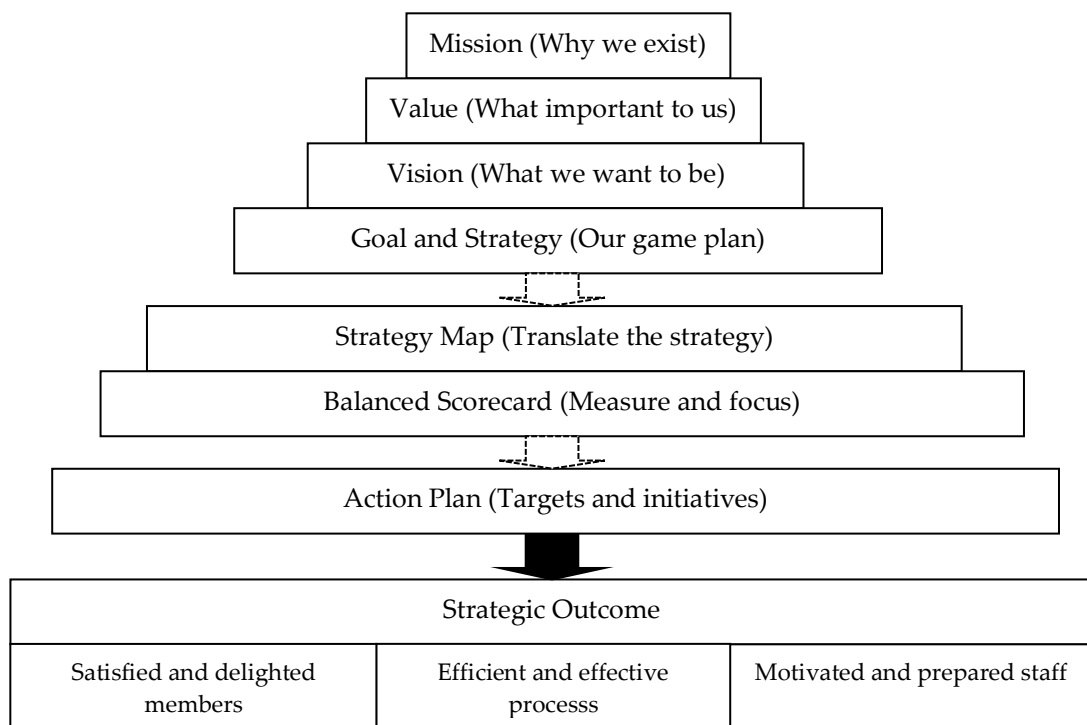 Mission (Why we exist)
Value (What important to us)
Vision (What we want to be)
Goal and Strategy (Our game plan)
Strategy Map (Translate the strategy)
Balanced Scorecard (Measure and focus)
Action Plan (Targets and initiatives)
Strategic Outcome
Satisfied and delighted
members
Efficient and effective
processs
Motivated and prepared staff